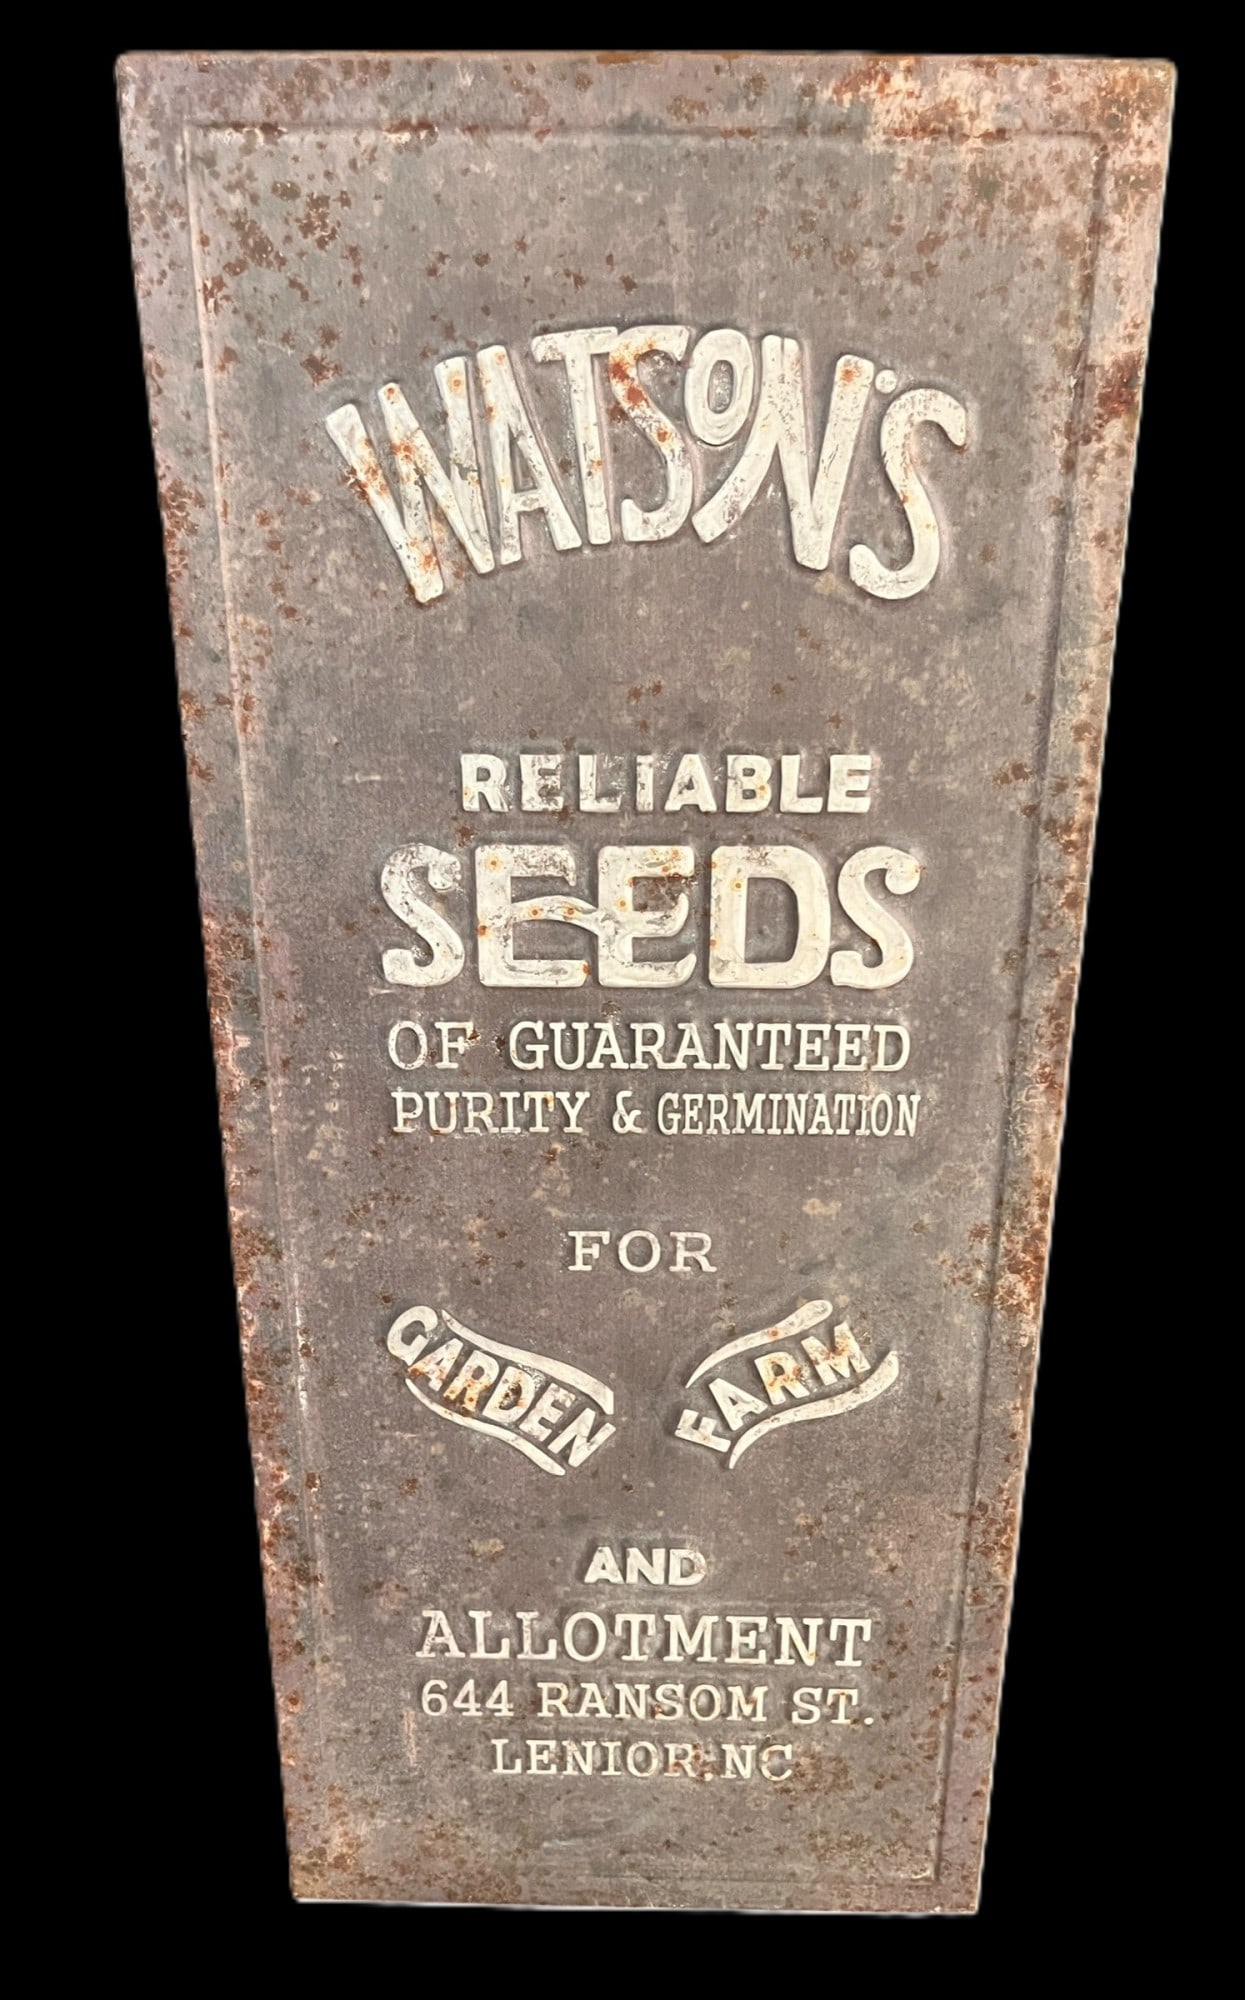 WATSON'S
RELIABLE
SEEDS
OF GUARANTEED
PURITY & GERMINATION
FOR
GARDEN FARM
AND
ALLOTMENT
644 RANSOM ST.
LENIOR, NC